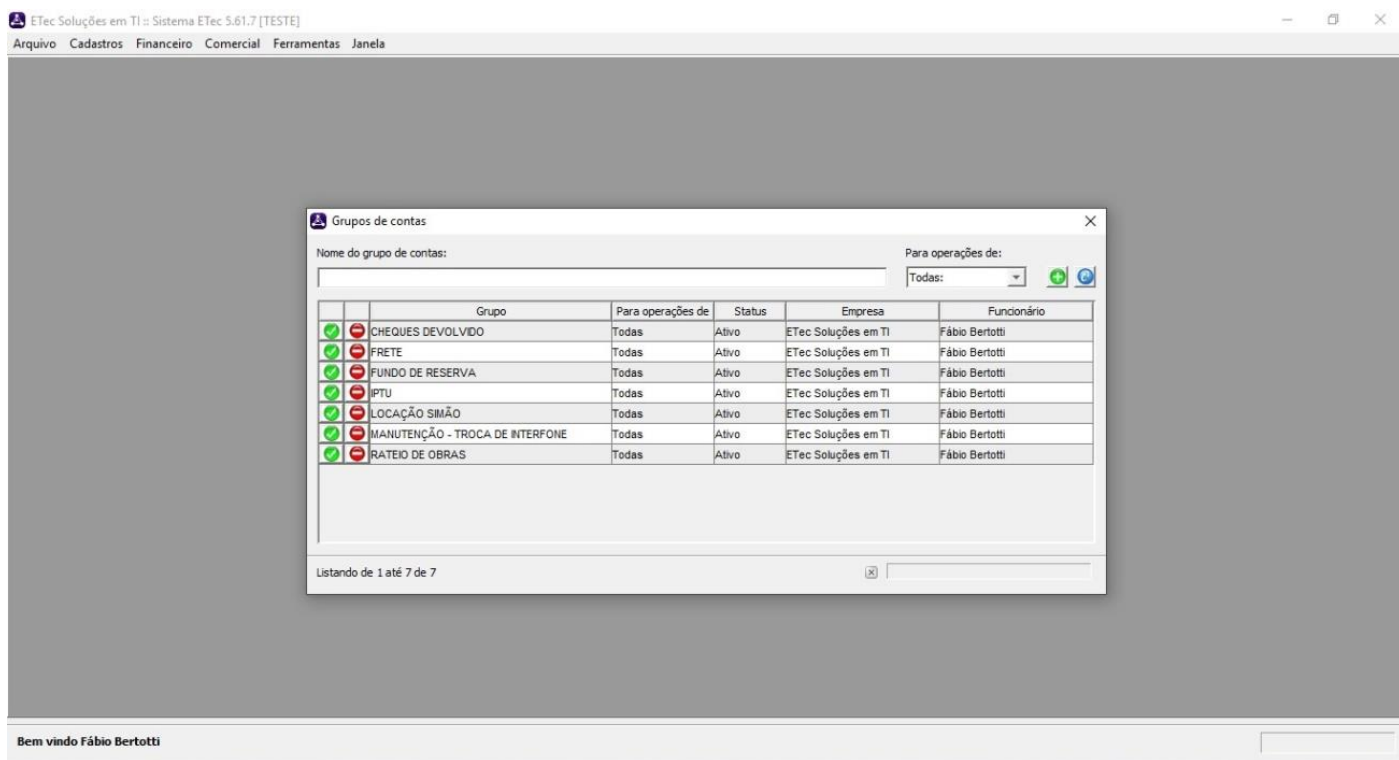 ETec Soluções em TI :: Sistema ETec 5.61.7 [TESTE]
Arquivo Cadastros Financeiro Comercial Ferramentas Janela
Grupos de contas
Nome do grupo de contas: Para operações de:
Todas:
Grupo Para operações de Status Empresa Funcionário
CHEQUES DEVOLVIDO Todas Ativo ETec Soluções em TI Fábio Bertotti
FRETE Todas Ativo ETec Soluções em TI Fábio Bertotti
FUNDO DE RESERVA Todas Ativo ETec Soluções em TI Fábio Bertotti
IPTU Todas Ativo ETec Soluções em TI Fábio Bertotti
LOCAÇÃO SIMÃO Todas Ativo ETec Soluções em TI Fábio Bertotti
MANUTENÇÃO - TROCA DE INTERFONE Todas Ativo ETec Soluções em TI Fábio Bertotti
RATEIO DE OBRAS Todas Ativo ETec Soluções em TI Fábio Bertotti
Listando de 1 até 7 de 7
Bem vindo Fábio Bertotti